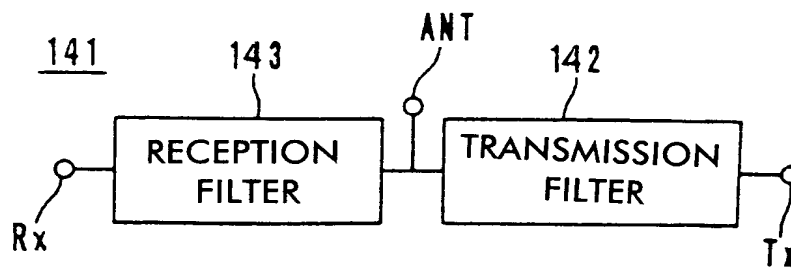 141
143
ANT
142
RECEPTION
FILTER
TRANSMISSION
FILTER
Rx
Tx